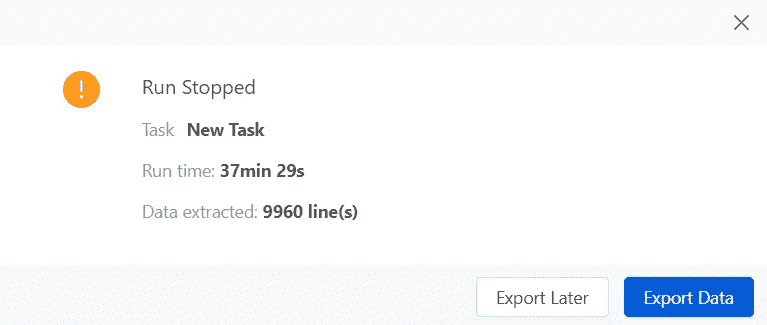 Run Stopped
Task New Task
Run time: 37min 29s
Data extracted: 9960 line(s)
Export Later
Export Data